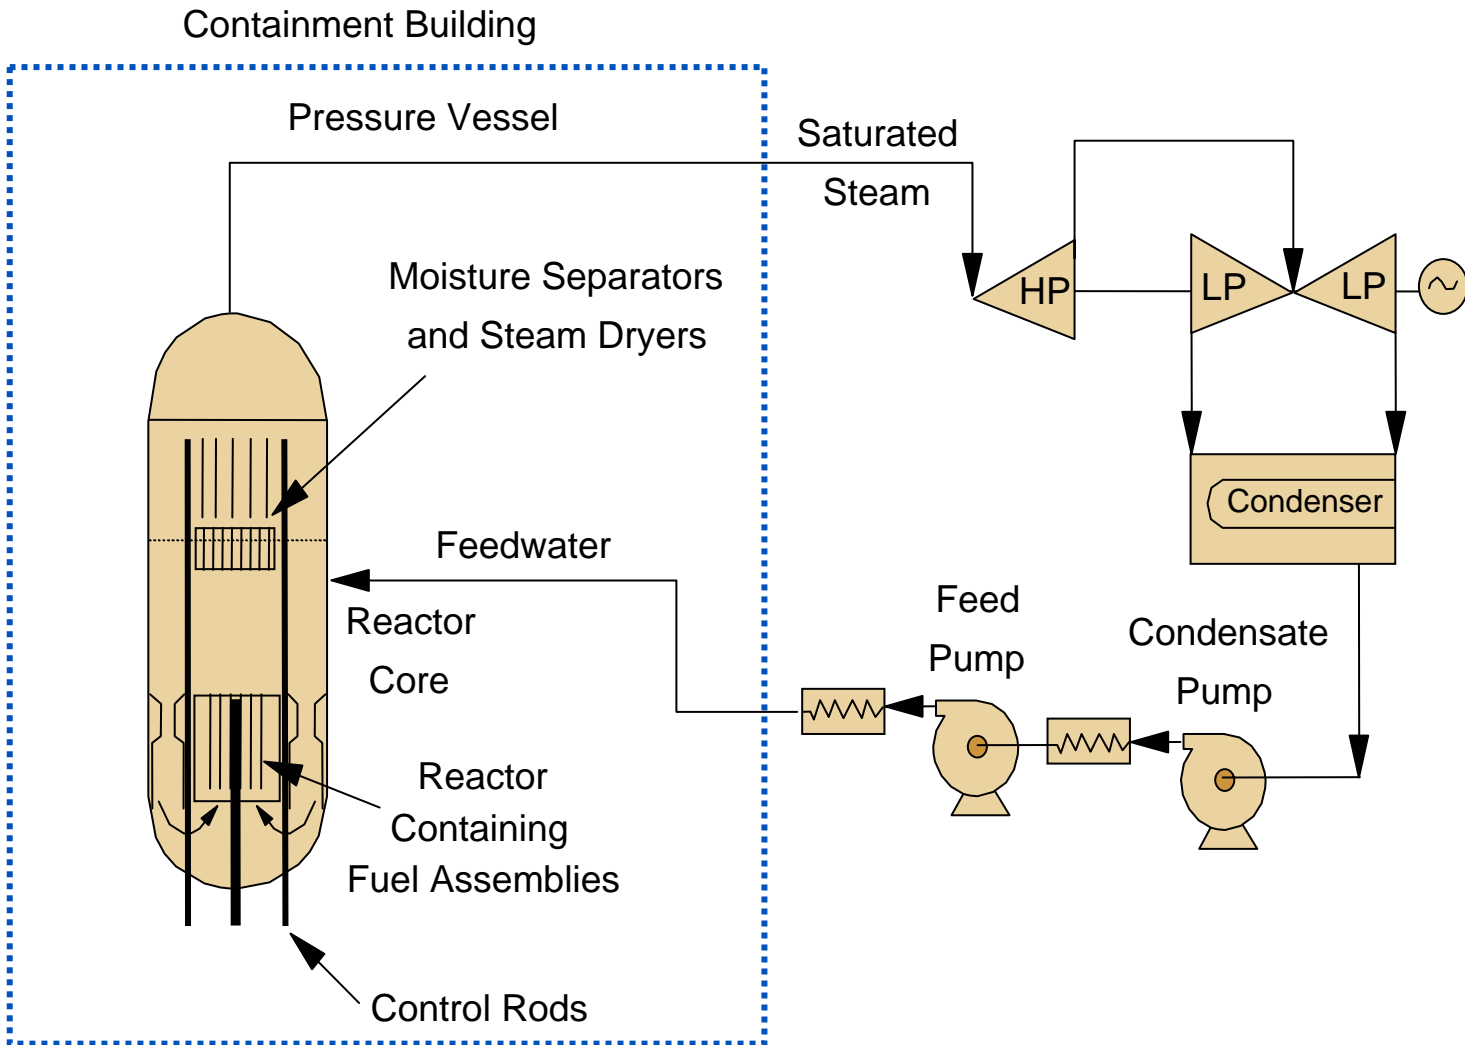 Containment Building
Pressure Vessel
Saturated
Steam
Moisture Separators
and Steam Dryers
HP
LP
LP
Condenser
Feedwater
Reactor
Core
Feed
Pump
Condensate
Pump
Reactor
Containing
Fuel Assemblies
Control Rods